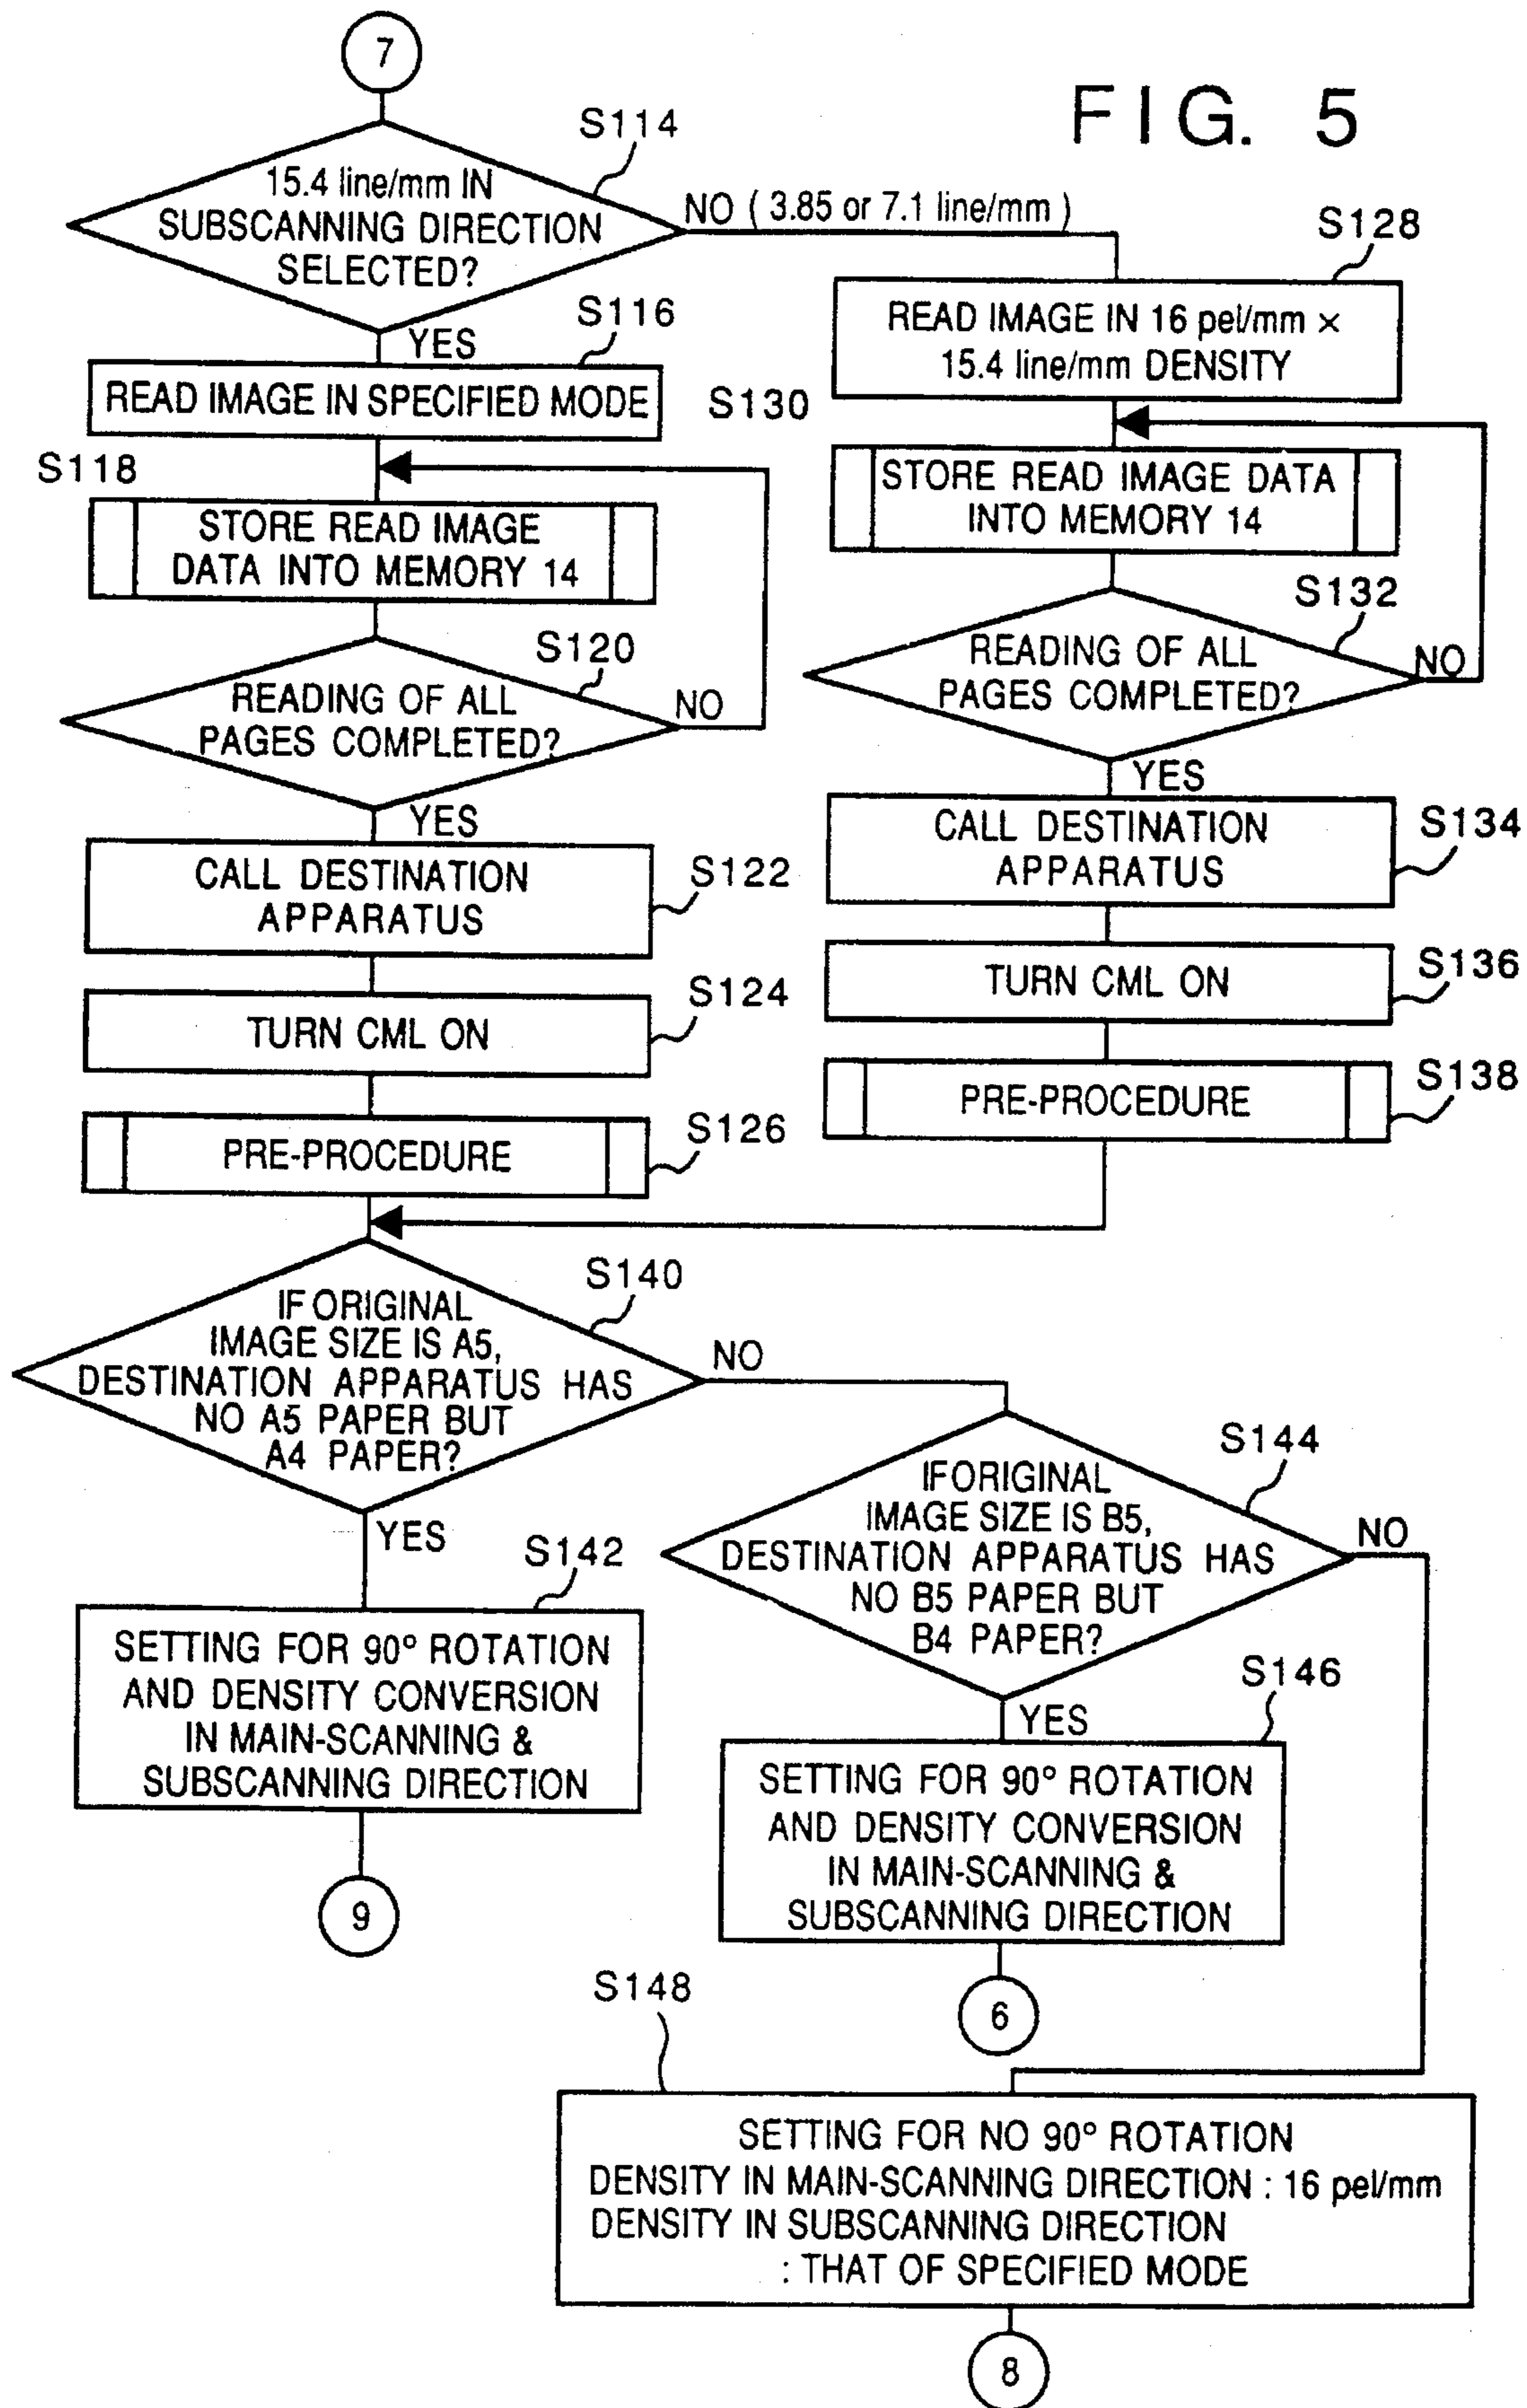 7
FIG. 5
S114
15.4 line/mm IN
SUBSCANNING DIRECTION
SELECTED?
NO ( 3.85 or 7.1 line/mm )
YES
S116
READ IMAGE IN SPECIFIED MODE
S118
STORE READ IMAGE
DATA INTO MEMORY 14
S120
READING OF ALL
PAGES COMPLETED?
NO
YES
CALL DESTINATION
APPARATUS
S122
TURN CML ON
S124
PRE-PROCEDURE
S126
S128
READ IMAGE IN 16 pel/mm ×
15.4 line/mm DENSITY
S130
STORE READ IMAGE DATA
INTO MEMORY 14
S132
READING OF ALL
PAGES COMPLETED?
NO
YES
CALL DESTINATION
APPARATUS
S134
TURN CML ON
S136
PRE-PROCEDURE
S138
S140
IF ORIGINAL
IMAGE SIZE IS A5,
DESTINATION APPARATUS HAS
NO A5 PAPER BUT
A4 PAPER?
NO
YES
S142
SETTING FOR 90° ROTATION
AND DENSITY CONVERSION
IN MAIN-SCANNING &
SUBSCANNING DIRECTION
9
S144
IF ORIGINAL
IMAGE SIZE IS B5,
DESTINATION APPARATUS HAS
NO B5 PAPER BUT
B4 PAPER?
NO
YES
S146
SETTING FOR 90° ROTATION
AND DENSITY CONVERSION
IN MAIN-SCANNING &
SUBSCANNING DIRECTION
6
S148
SETTING FOR NO 90° ROTATION
DENSITY IN MAIN-SCANNING DIRECTION : 16 pel/mm
DENSITY IN SUBSCANNING DIRECTION
: THAT OF SPECIFIED MODE
8